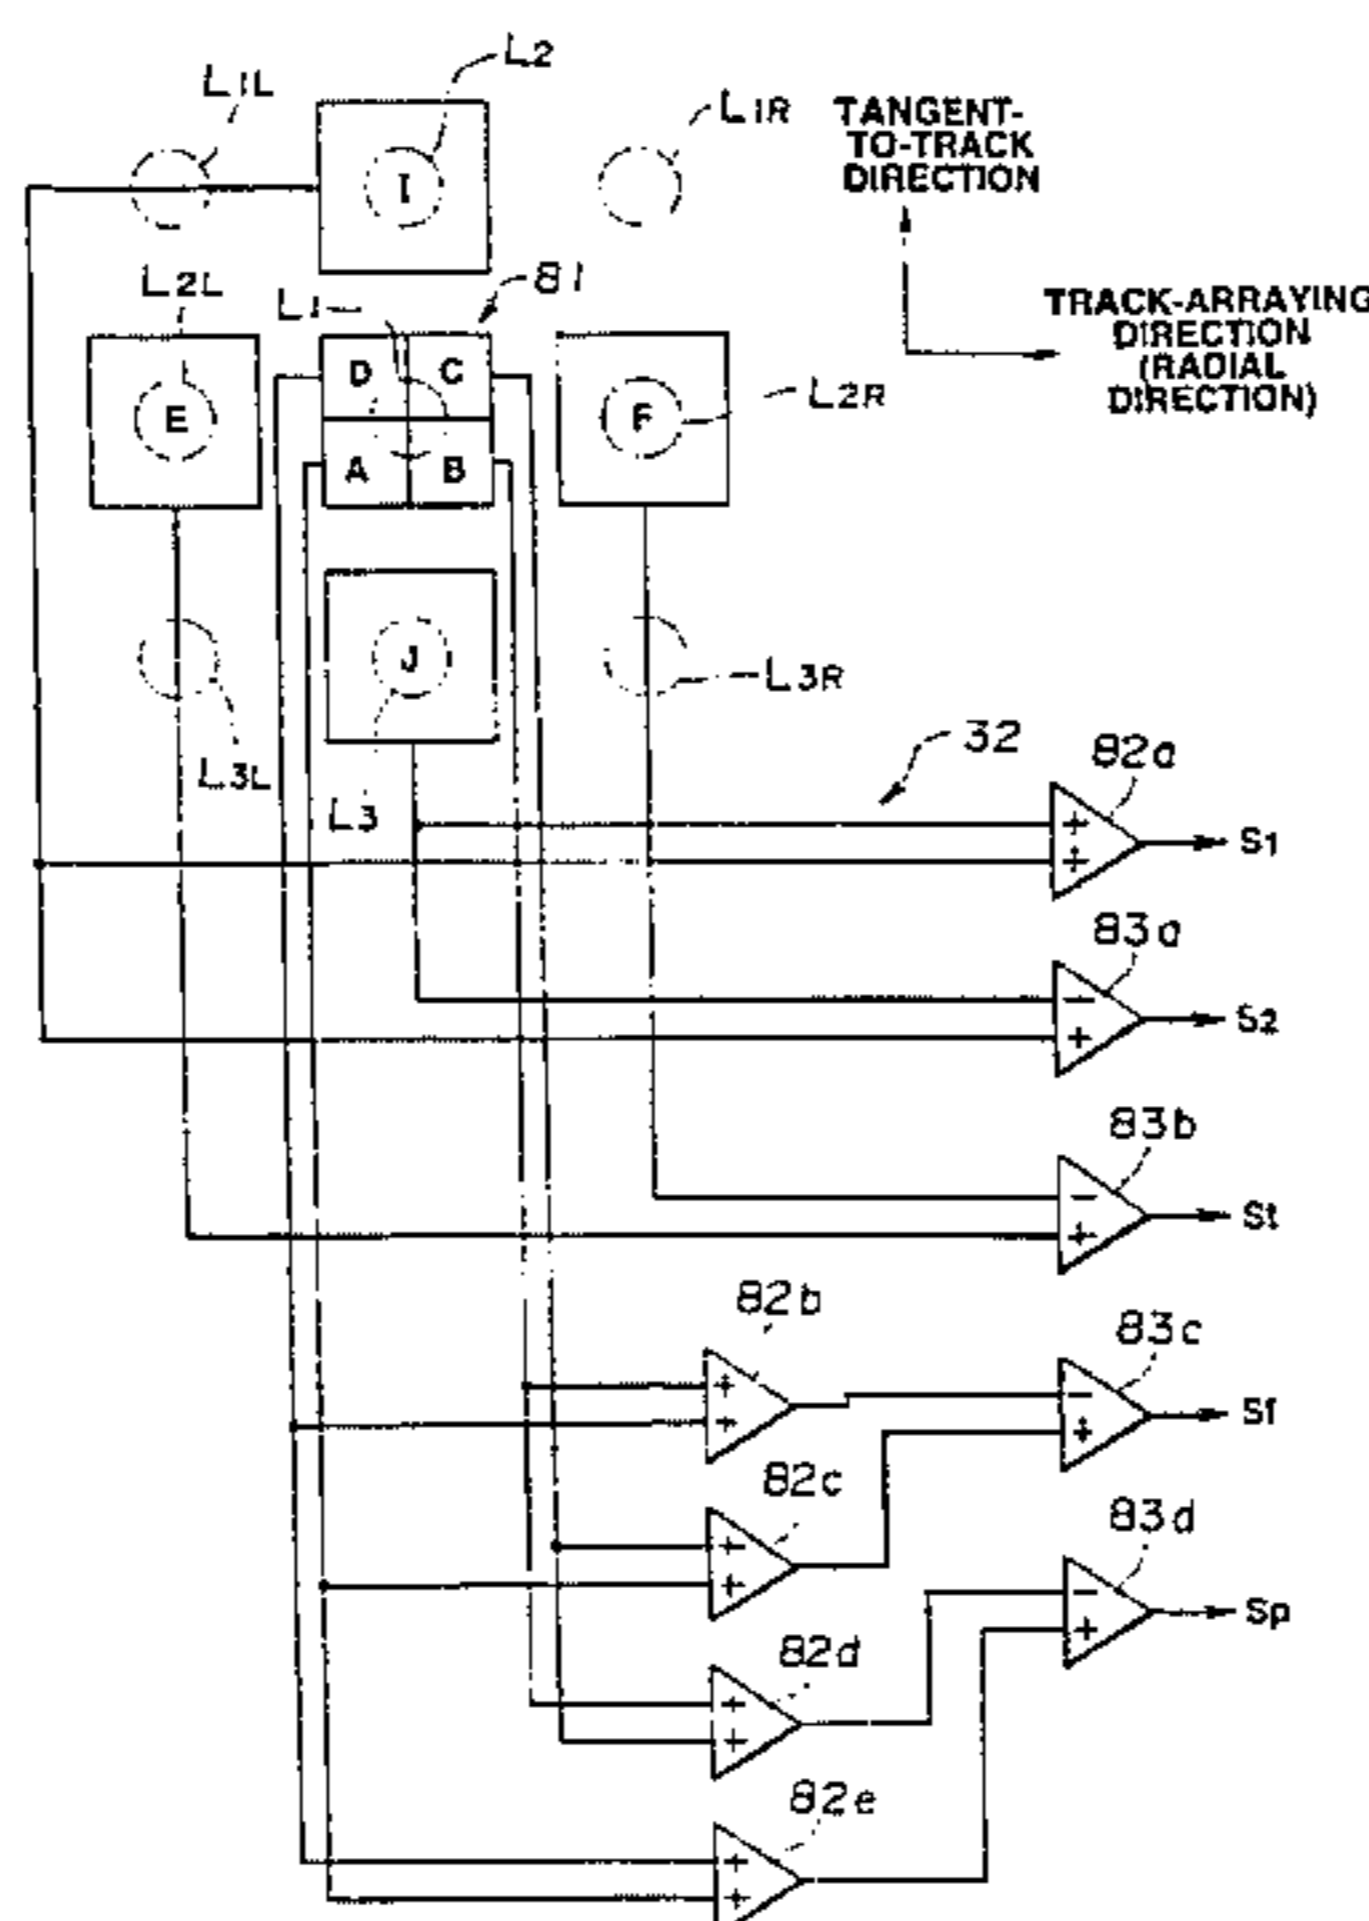 L1L
L2
L1R
TANGENT-
TO-TRACK
DIRECTION
I
L2L
L1
81
TRACK-ARRAYING
DIRECTION
(RADIAL
DIRECTION)
D
C
E
F
L2R
A
B
J
L3R
L3L
L3
32
82a
+
+
S1
83a
-
+
S2
83b
-
+
St
82b
+
+
83c
-
+
Sf
82c
+
+
83d
-
+
Sp
82d
+
+
82e
+
+